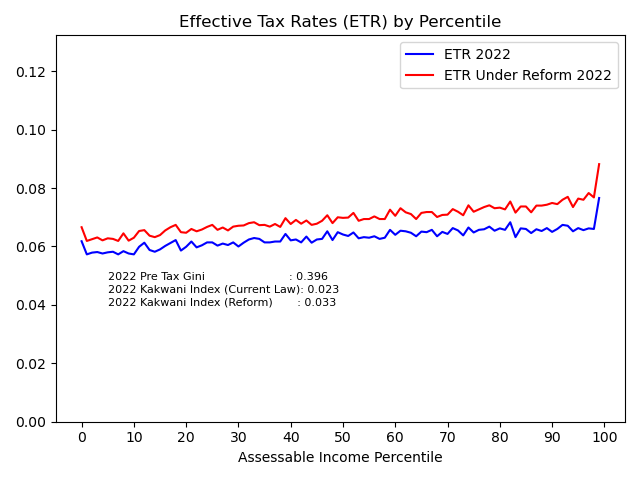 Effective Tax Rates (ETR) by Percentile
ETR 2022
ETR Under Reform 2022
0.12
0.10
0.08
0.06
0.04
0.02
0.00
2022 Pre Tax Gini : 0.396
2022 Kakwani Index (Current Law): 0.023
2022 Kakwani Index (Reform) : 0.033
0 10 20 30 40 50 60 70 80 90 100
Assessable Income Percentile